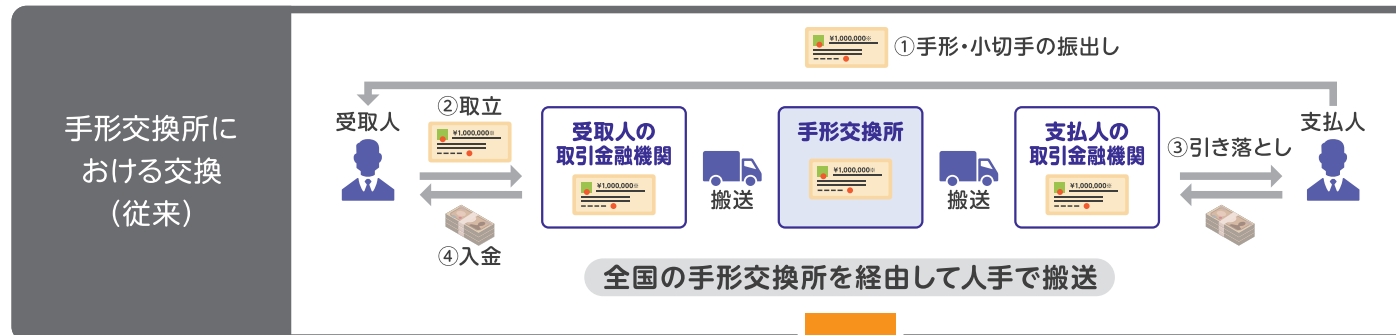 手形交換所に
おける交換
（従来）
¥1,000,000※
①手形・小切手の振出し
受取人
②取立
¥1,000,000※
④入金
受取人の
取引金融機関
¥1,000,000※
搬送
手形交換所
¥1,000,000※
搬送
支払人の
取引金融機関
¥1,000,000※
③引き落とし
支払人
全国の手形交換所を経由して人手で搬送